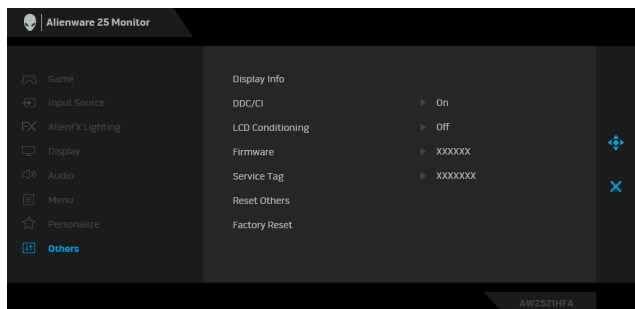 Alienware 25 Monitor
Game
Input Source
AlienFX Lighting
Display
Audio
Menu
Personalize
Others
Display Info
DDC/CI On
LCD Conditioning Off
Firmware XXXXXX
Service Tag XXXXXXX
Reset Others
Factory Reset
AW2521HFA